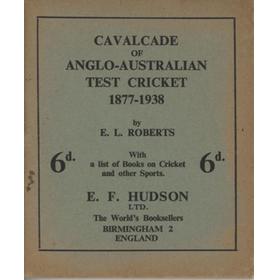 CAVALCADE
OF
ANGLO-AUSTRALIAN
TEST CRICKET
1877-1938
by
E. L. ROBERTS
6d. With 6d.
a list of Books on Cricket
and other Sports.
E. F. HUDSON
LTD.
The World's Booksellers
BIRMINGHAM 2
ENGLAND